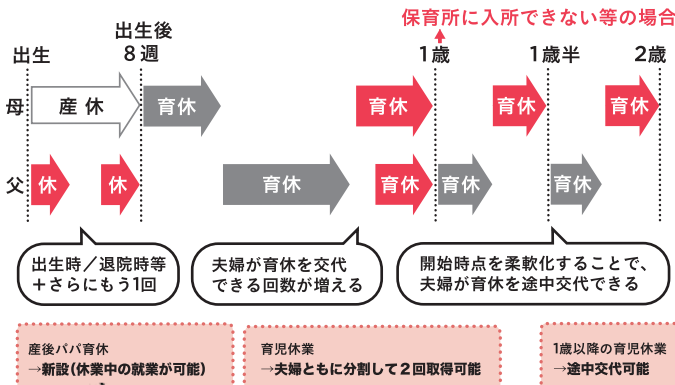 保育所に入所できない等の場合
出生
出生後
8週
1歳
1歳半
2歳
母
産休
育休
育休
育休
育休
父
休
休
育休
育休
育休
育休
出生時／退院時等
＋さらにもう1回
夫婦が育休を交代
できる回数が増える
開始時点を柔軟化することで、
夫婦が育休を途中交代できる
産後パパ育休
→新設(休業中の就業が可能)
育児休業
→夫婦ともに分割して2回取得可能
1歳以降の育児休業
→途中交代可能